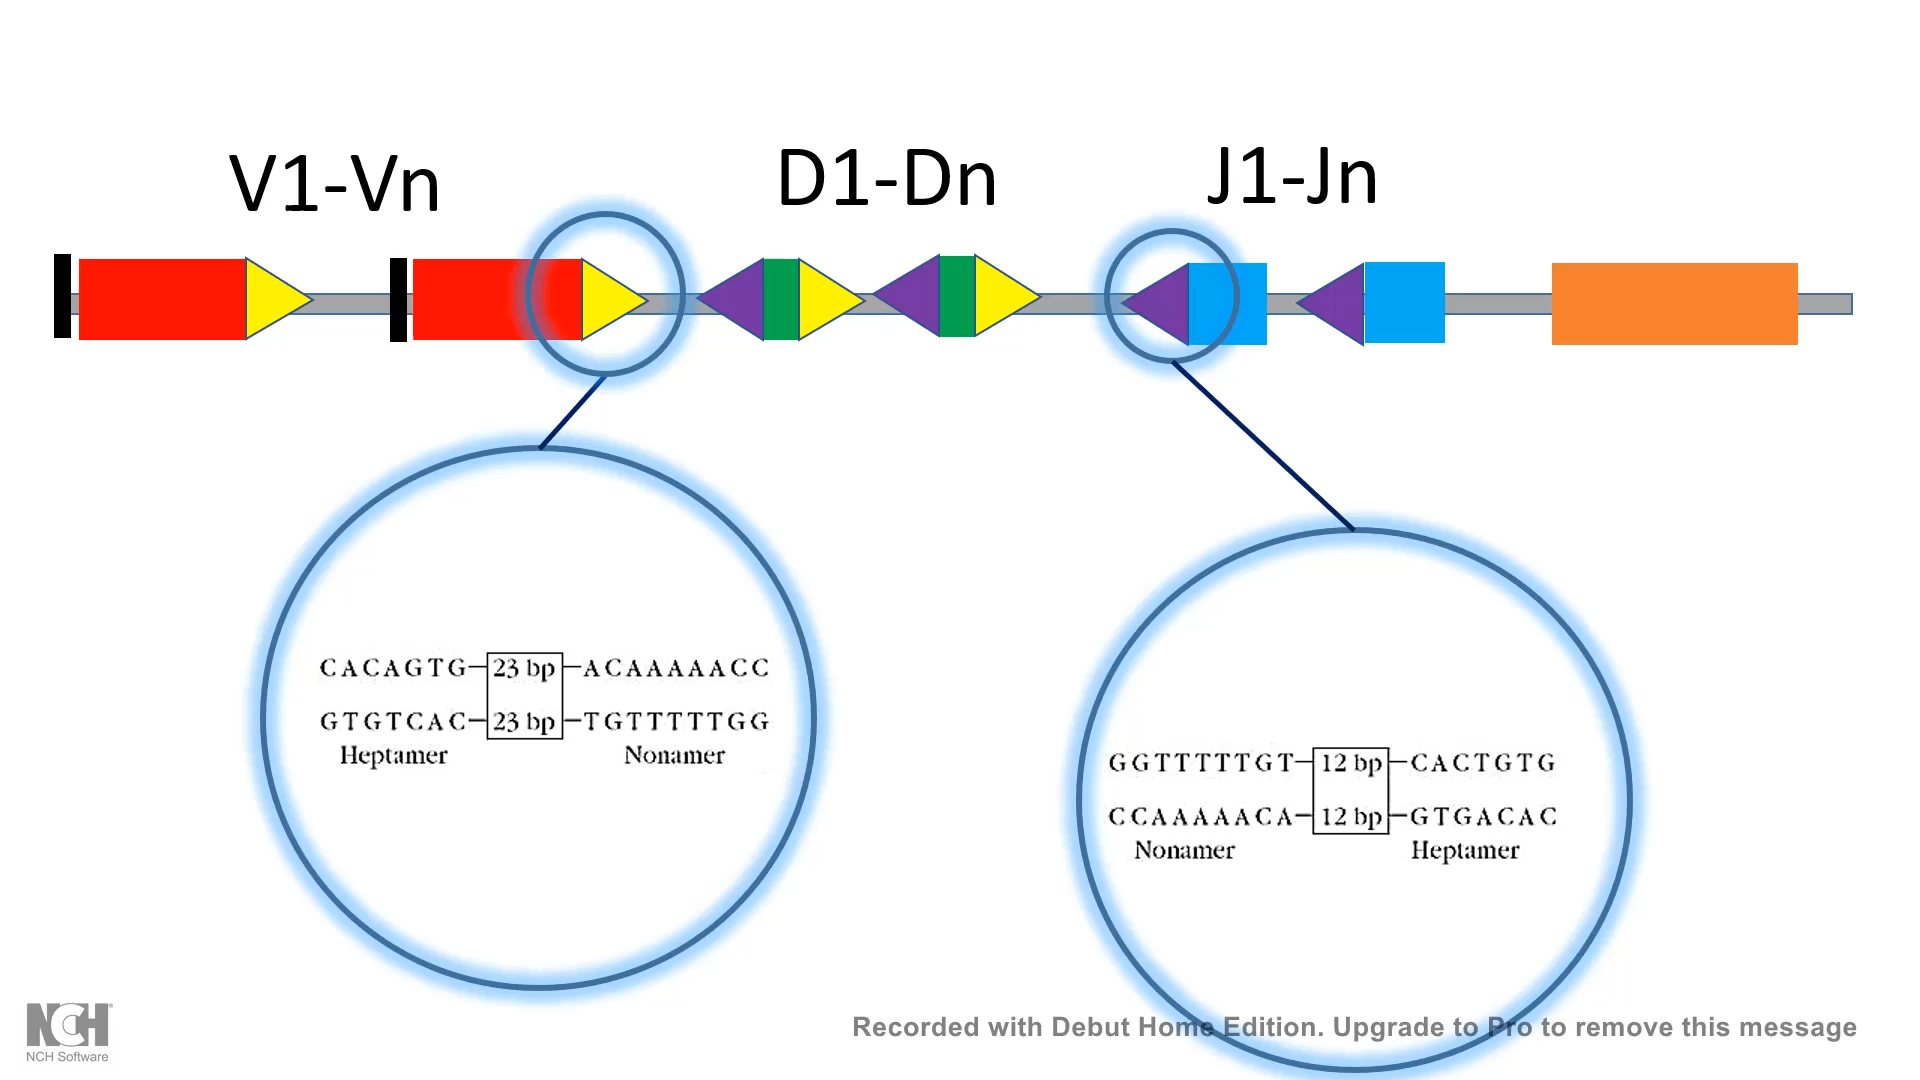 V1-Vn
D1-Dn
J1-Jn
CACAGTG 23 bp ACAAAAACC
GTGTCAC 23 bp TGTTTTTGG
Heptamer Nonamer
GGTTTTTGT 12 bp CACTGTG
CCAAAAACA 12 bp GTGACAC
Nonamer Heptamer
NCH
NCH Software
Recorded with Debut Home Edition. Upgrade to Pro to remove this message